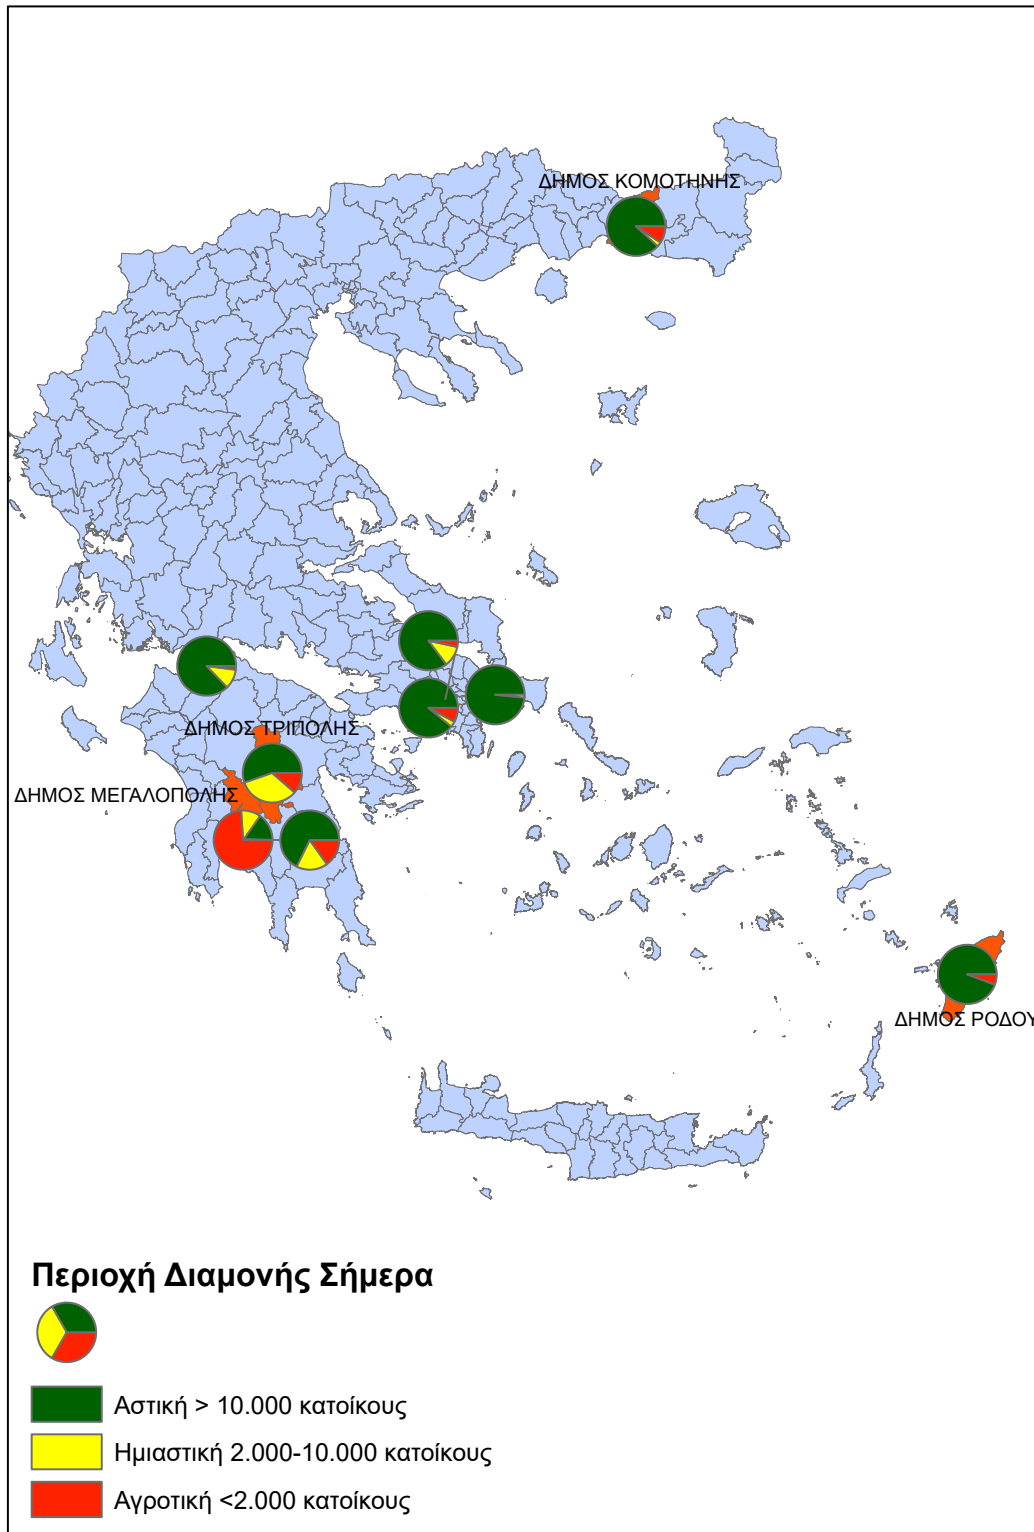 ΔΗΜΟΣ ΚΟΜΟΤΗΝΗΣ
ΔΗΜΟΣ ΤΡΙΠΟΛΗΣ
ΔΗΜΟΣ ΜΕΓΑΛΟΠΟΛΗΣ
ΔΗΜΟΣ ΡΟΔΟΥ
Περιοχή Διαμονής Σήμερα
Αστική > 10.000 κατοίκους
Ημιαστική 2.000-10.000 κατοίκους
Αγροτική <2.000 κατοίκους